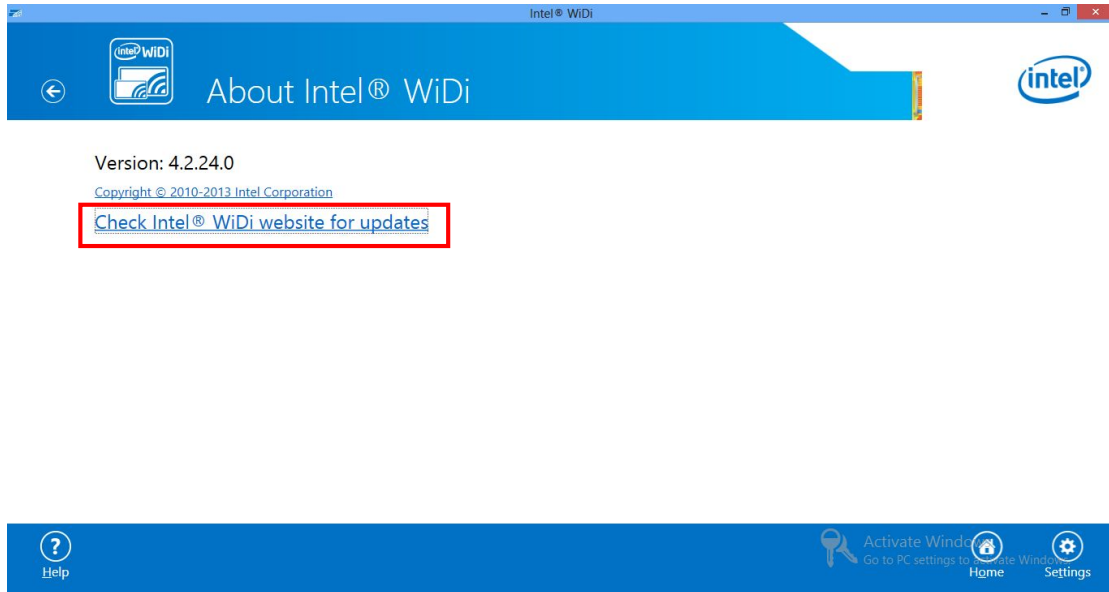 Intel® WiDi
intel WiDi
About Intel® WiDi
intel
Version: 4.2.24.0
Copyright © 2010-2013 Intel Corporation
Check Intel® WiDi website for updates
Activate Windows
Go to PC settings to activate Windows.
Help
Home
Settings